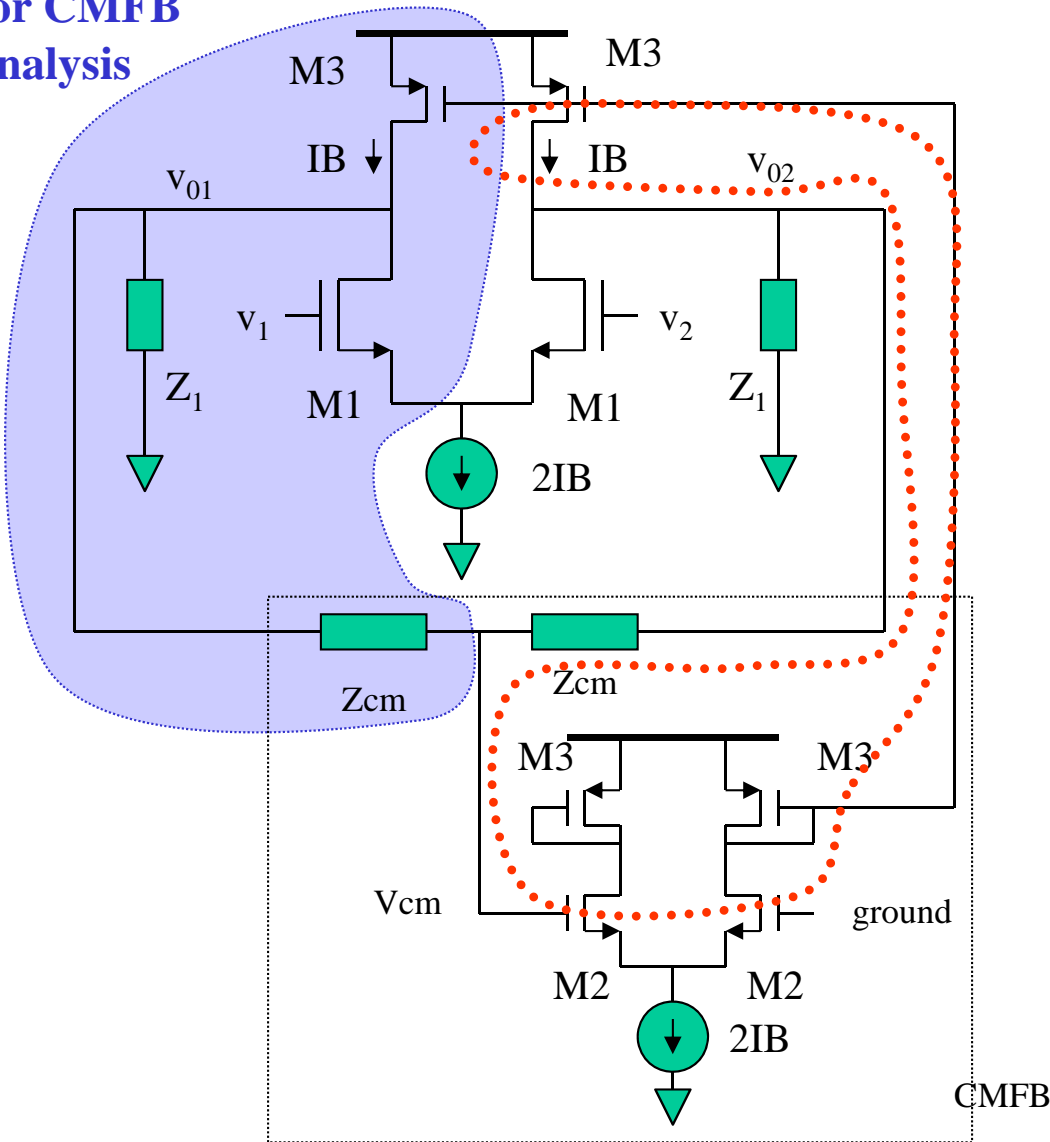 or CMFB
nalysis
M3
M3
IB
IB
v01
v02
v1
v2
Z1
Z1
M1
M1
2IB
Zcm
Zcm
M3
M3
Vcm
ground
M2
M2
2IB
CMFB